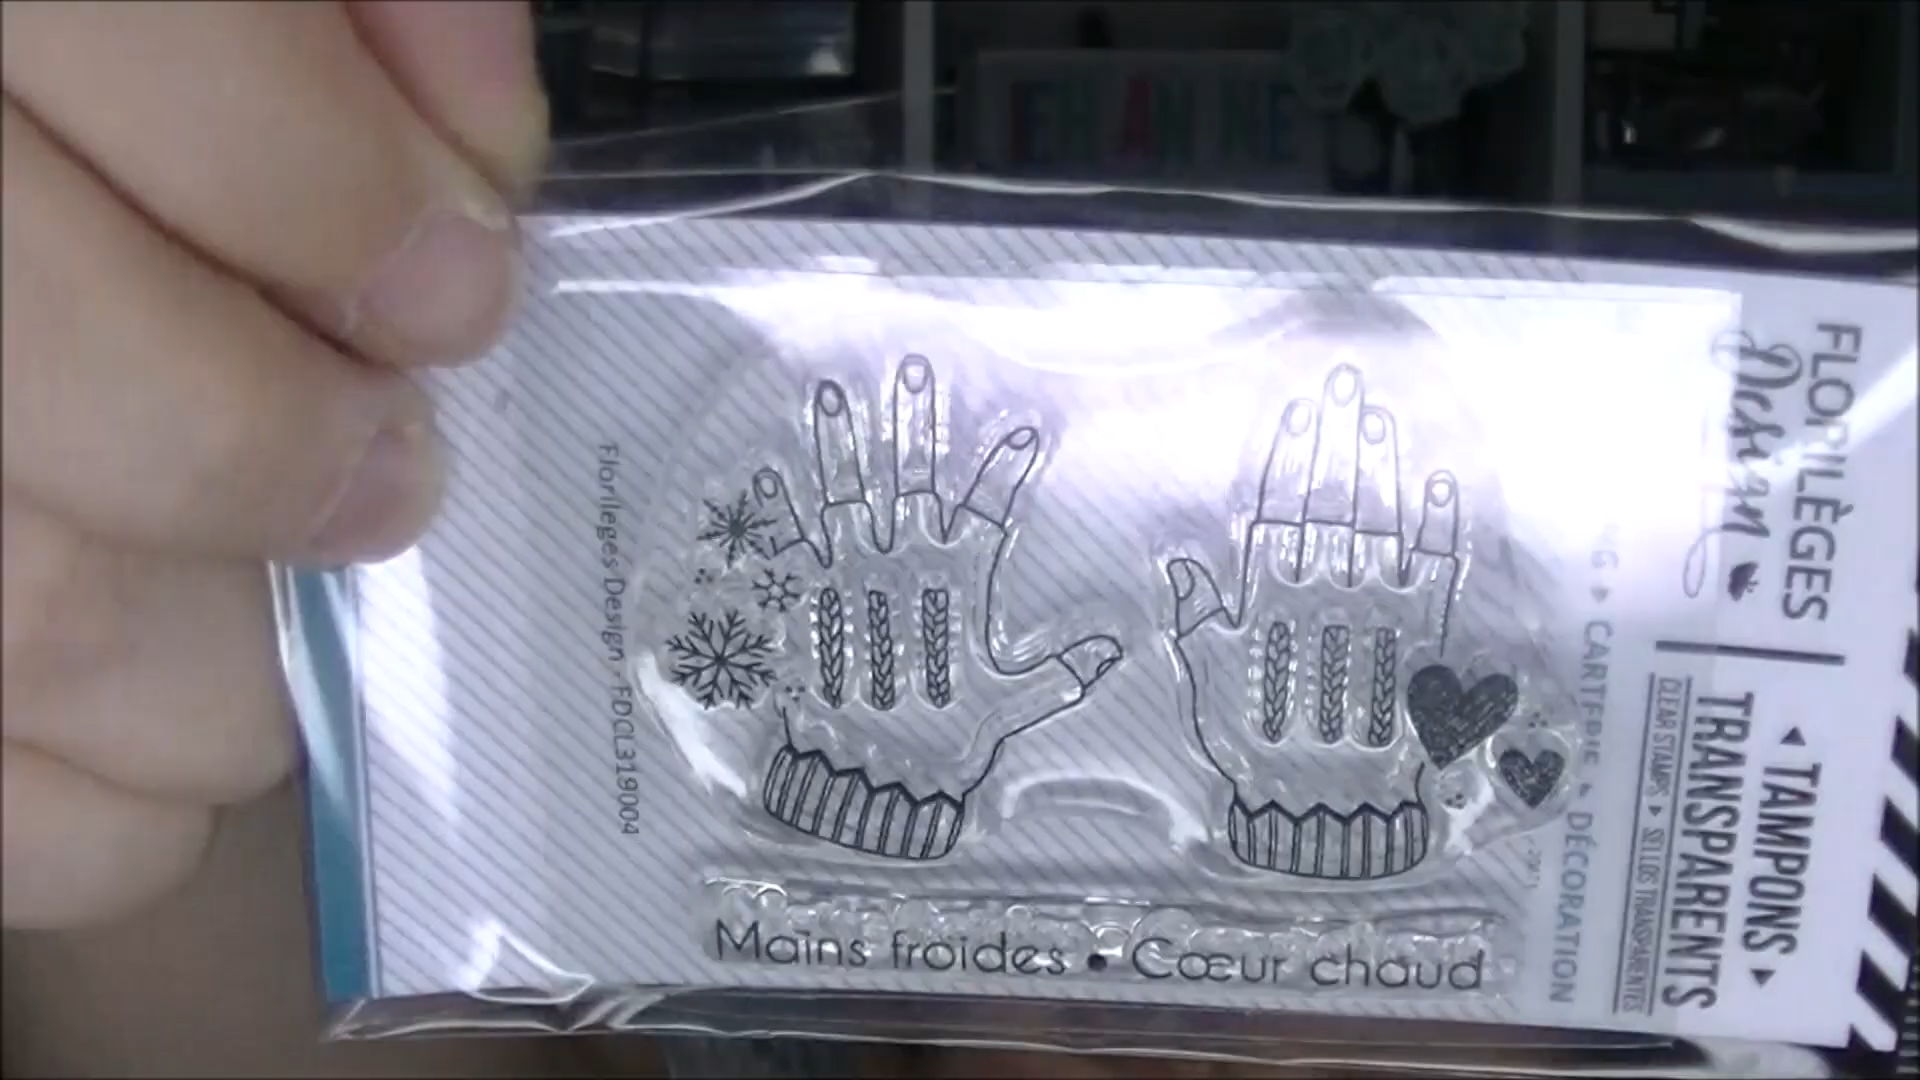 FLORILÈGES
Design
TAMPONS
TRANSPARENTS
CLEAR STAMPS ▸ SELLOS TRANSPARENTES
CARTERIE ▸ DÉCORATION
Florilèges Design - FDCL319004
Mains froides • Cœur chaud